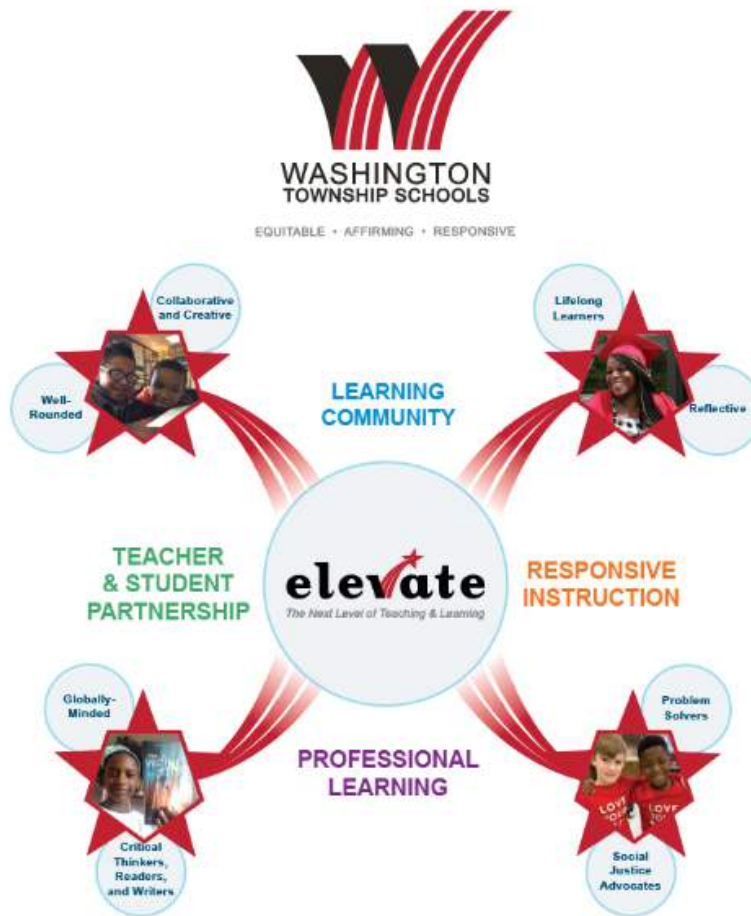 WASHINGTON
TOWNSHIP SCHOOLS
EQUITABLE • AFFIRMING • RESPONSIVE
Collaborative
and Creative
Well-
Rounded
Lifelong
Learners
Reflective
LEARNING
COMMUNITY
TEACHER
& STUDENT
PARTNERSHIP
elevate
The Next Level of Teaching & Learning
RESPONSIVE
INSTRUCTION
Globally-
Minded
Critical
Thinkers,
Readers,
and Writers
PROFESSIONAL
LEARNING
Problem
Solvers
LOVE
LOVE
Social
Justice
Advocates